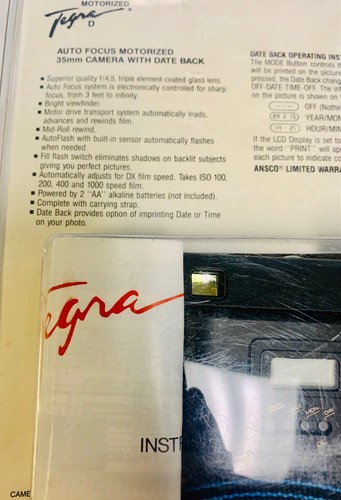 MOTORIZED
Tegra®
D
AUTO FOCUS MOTORIZED
35mm CAMERA WITH DATE BACK
■ Superior quality f/4.5, triple element coated glass lens.
■ Auto Focus system is electronically controlled for sharp
focus, from 3 feet to infinity.
■ Bright viewfinder.
■ Motor drive transport system automatically loads,
advances and rewinds film.
■ Mid-Roll rewind.
■ AutoFlash with built-in sensor automatically flashes
when needed.
■ Fill flash switch eliminates shadows on backlit subjects
giving you perfect pictures.
■ Automatically adjusts for DX film speed. Takes ISO 100,
200, 400 and 1000 speed film.
■ Powered by 2 "AA" alkaline batteries (not included).
■ Complete with carrying strap.
■ Date Back provides option of imprinting Date or Time
on your photo.
DATE BACK OPERATING INST
The MODE Button controls th
will be printed on the picture
pressed, the Date Back chang
OFF-DATE-TIME-OFF. The inf
on the picture is shown on
OFF (Nothin
YEAR/MON
HOUR/MIN
If the LCD Display is set to
the word "PRINT" will app
each picture to indicate co
ANSCO® LIMITED WARRA
egra
INSTR
CAME